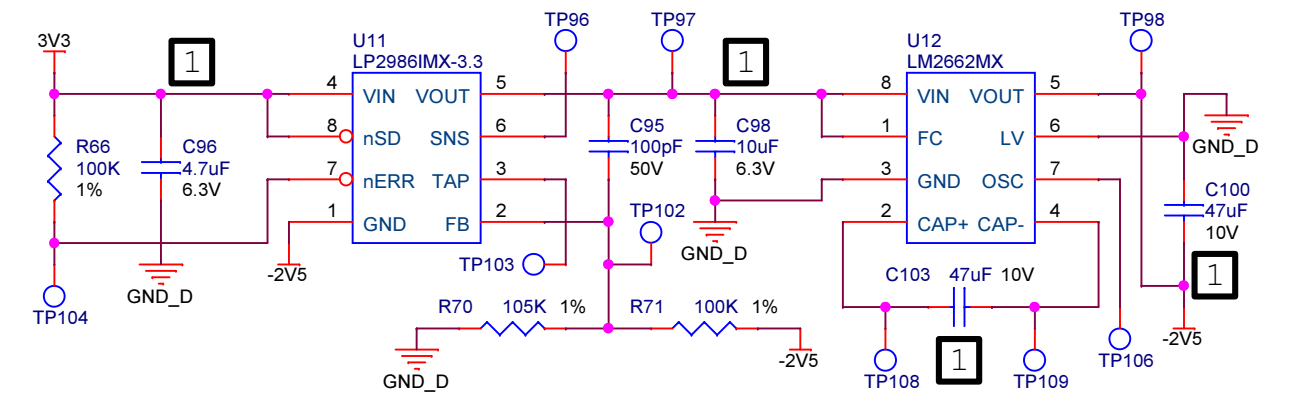 TP96
TP97
TP98
3V3
1
U11
LP2986IMX-3.3
1
U12
LM2662MX
4
VIN
VOUT
5
8
VIN
VOUT
5
8
nSD
SNS
6
1
FC
LV
6
GND_D
R66
100K
1%
C96
4.7uF
6.3V
C95
100pF
50V
C98
10uF
6.3V
7
nERR
TAP
3
3
GND
OSC
7
C100
47uF
10V
1
GND
FB
2
TP102
2
CAP+
CAP-
4
GND_D
-2V5
TP103
GND_D
C103
47uF
10V
1
TP104
R70
105K
1%
R71
100K
1%
GND_D
-2V5
TP108
1
TP109
TP106
-2V5